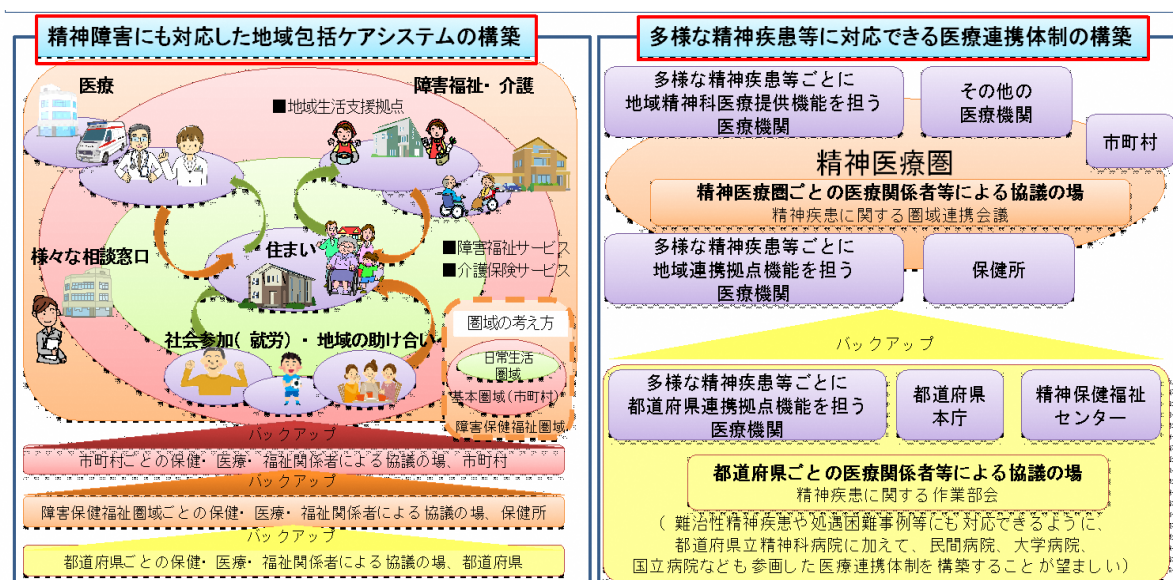 精神障害にも対応した地域包括ケアシステムの構築
医療
障害福祉・介護
■地域生活支援拠点
住まい
■障害福祉サービス
■介護保険サービス
様々な相談窓口
社会参加(就労)・地域の助け合い
圏域の考え方
日常生活
圏域
基本圏域(市町村)
障害保健福祉圏域
バックアップ
市町村ごとの保健・医療・福祉関係者による協議の場、市町村
バックアップ
障害保健福祉圏域ごとの保健・医療・福祉関係者による協議の場、保健所
バックアップ
都道府県ごとの保健・医療・福祉関係者による協議の場、都道府県
多様な精神疾患等に対応できる医療連携体制の構築
多様な精神疾患等ごとに
地域精神科医療提供機能を担う
医療機関
その他の
医療機関
市町村
精神医療圏
精神医療圏ごとの医療関係者等による協議の場
精神疾患に関する圏域連携会議
多様な精神疾患等ごとに
地域連携拠点機能を担う
医療機関
保健所
バックアップ
多様な精神疾患等ごとに
都道府県連携拠点機能を担う
医療機関
都道府県
本庁
精神保健福祉
センター
都道府県ごとの医療関係者等による協議の場
精神疾患に関する作業部会
(難治性精神疾患や処遇困難事例等にも対応できるように、
都道府県立精神科病院に加えて、民間病院、大学病院、
国立病院なども参画した医療連携体制を構築することが望ましい)